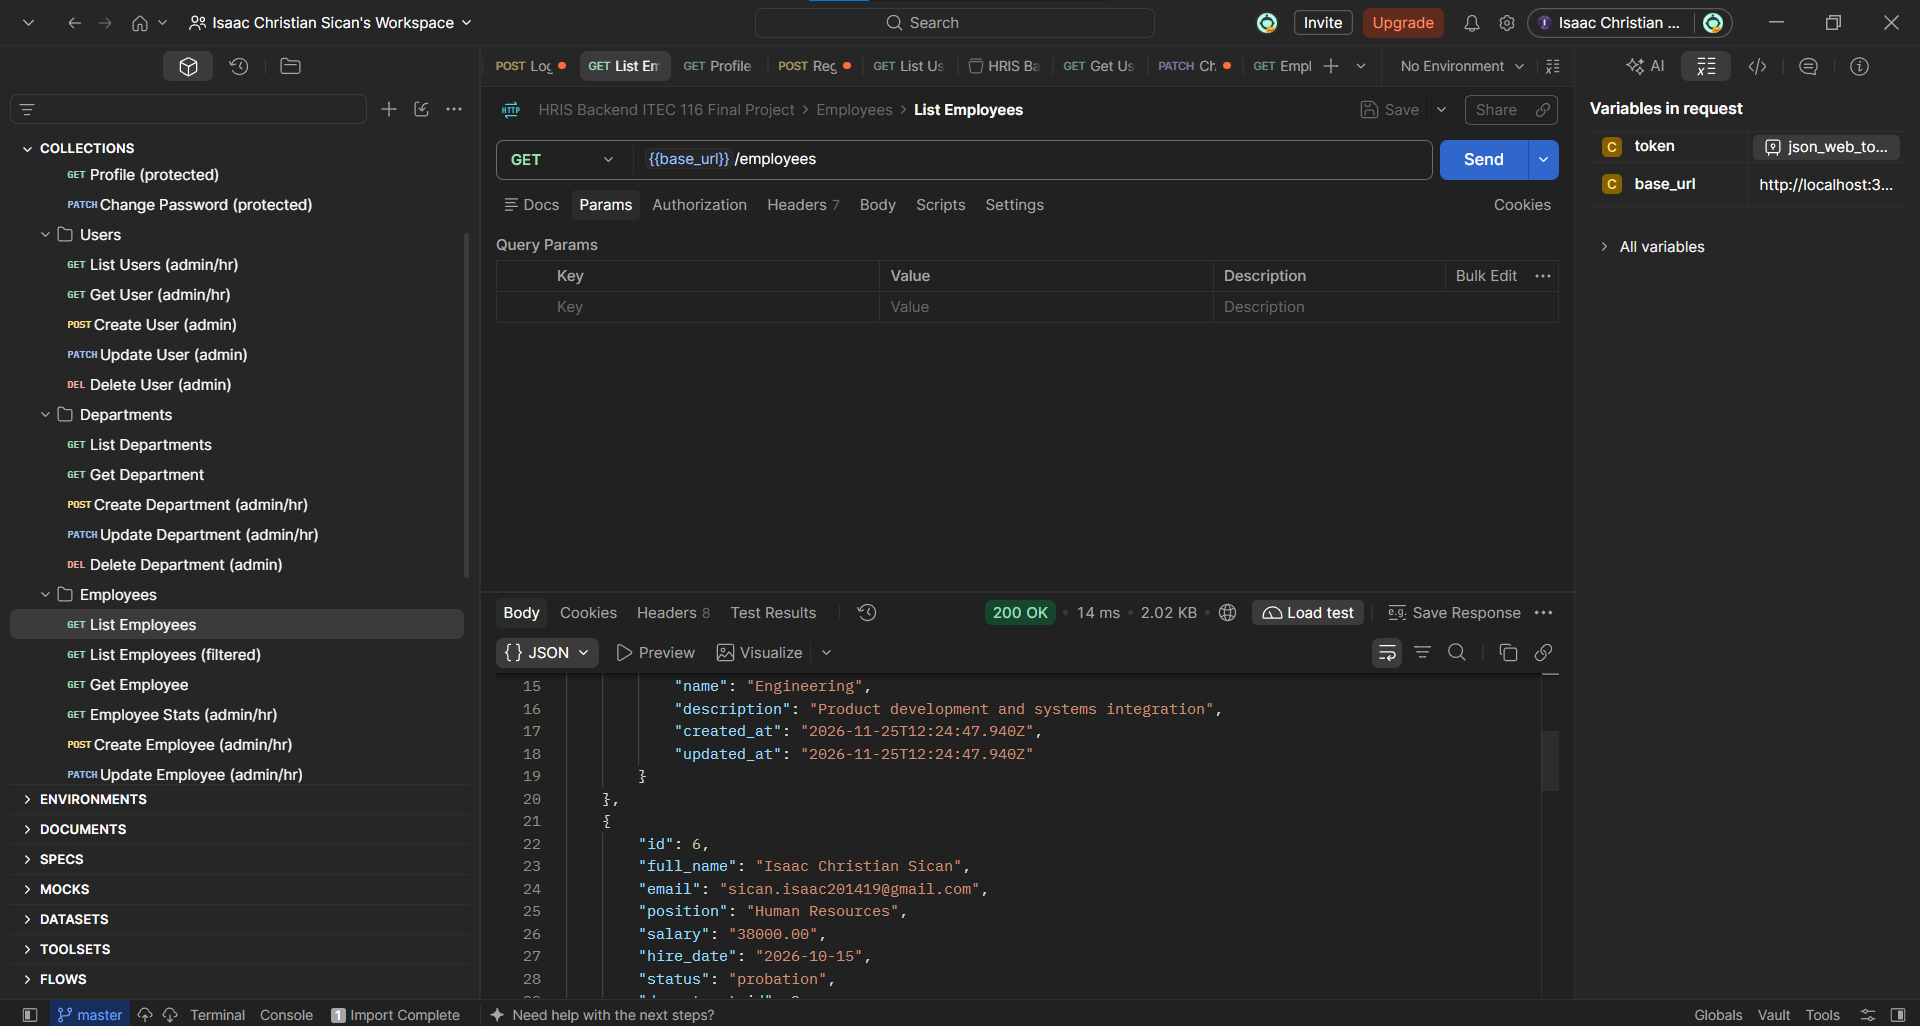 Isaac Christian Sican's Workspace
Search
Invite
Upgrade
Isaac Christian ...
POST Log
GET List Em
GET Profile
POST Reg
GET List Us
HRIS Ba
GET Get Us
PATCH Ch
GET Empl
No Environment
AI
HRIS Backend ITEC 116 Final Project > Employees > List Employees
Save
Share
GET
{{base_url}} /employees
Send
Docs
Params
Authorization
Headers 7
Body
Scripts
Settings
Cookies
Query Params
Key Value Description Bulk Edit
Key Value Description
Variables in request
C token json_web_to...
C base_url http://localhost:3...
All variables
COLLECTIONS
GET Profile (protected)
PATCH Change Password (protected)
Users
GET List Users (admin/hr)
GET Get User (admin/hr)
POST Create User (admin)
PATCH Update User (admin)
DEL Delete User (admin)
Departments
GET List Departments
GET Get Department
POST Create Department (admin/hr)
PATCH Update Department (admin/hr)
DEL Delete Department (admin)
Employees
GET List Employees
GET List Employees (filtered)
GET Get Employee
GET Employee Stats (admin/hr)
POST Create Employee (admin/hr)
PATCH Update Employee (admin/hr)
ENVIRONMENTS
DOCUMENTS
SPECS
MOCKS
DATASETS
TOOLSETS
FLOWS
Body
Cookies
Headers 8
Test Results
200 OK
14 ms
2.02 KB
Load test
e.g. Save Response
{} JSON
Preview
Visualize
15 "name": "Engineering",
16 "description": "Product development and systems integration",
17 "created_at": "2026-11-25T12:24:47.940Z",
18 "updated_at": "2026-11-25T12:24:47.940Z"
19 }
20 },
21 {
22 "id": 6,
23 "full_name": "Isaac Christian Sican",
24 "email": "sican.isaac201419@gmail.com",
25 "position": "Human Resources",
26 "salary": "38000.00",
27 "hire_date": "2026-10-15",
28 "status": "probation",
master
Terminal
Console
1 Import Complete
Need help with the next steps?
Globals
Vault
Tools